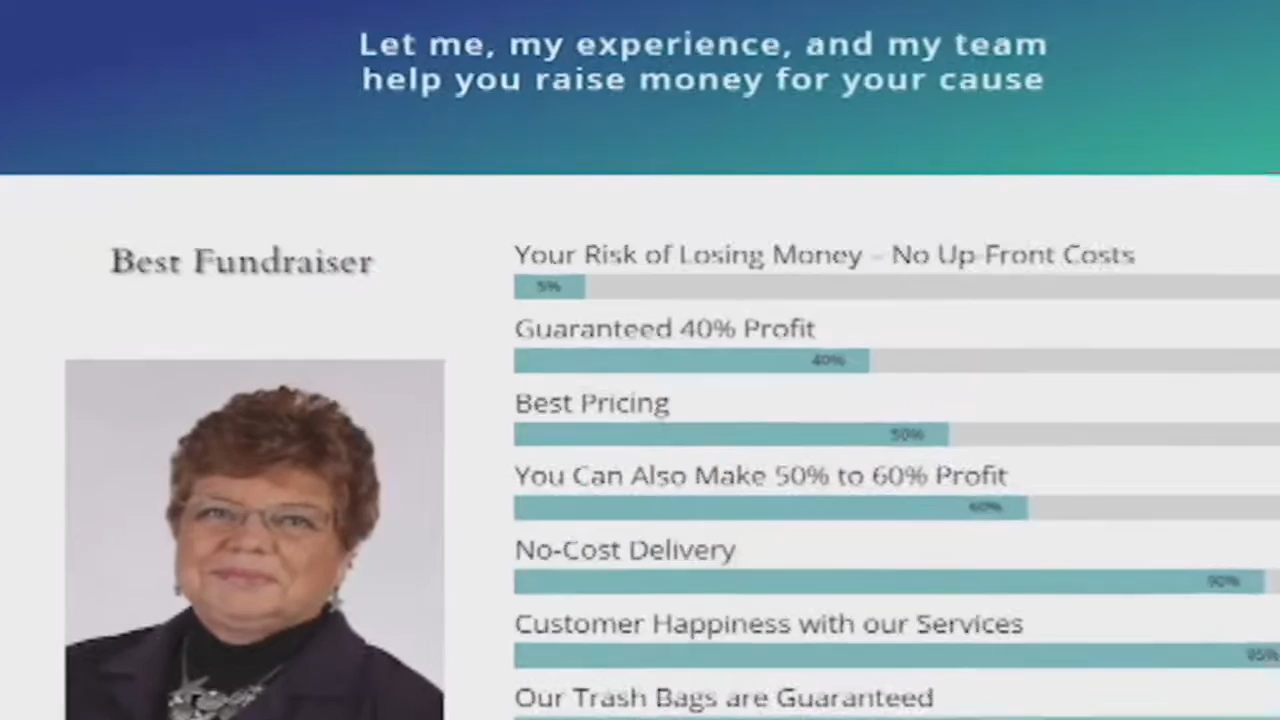 Let me, my experience, and my team
help you raise money for your cause
Best Fundraiser
Your Risk of Losing Money - No Up-Front Costs
5%
Guaranteed 40% Profit
40%
Best Pricing
50%
You Can Also Make 50% to 60% Profit
60%
No-Cost Delivery
90%
Customer Happiness with our Services
95%
Our Trash Bags are Guaranteed